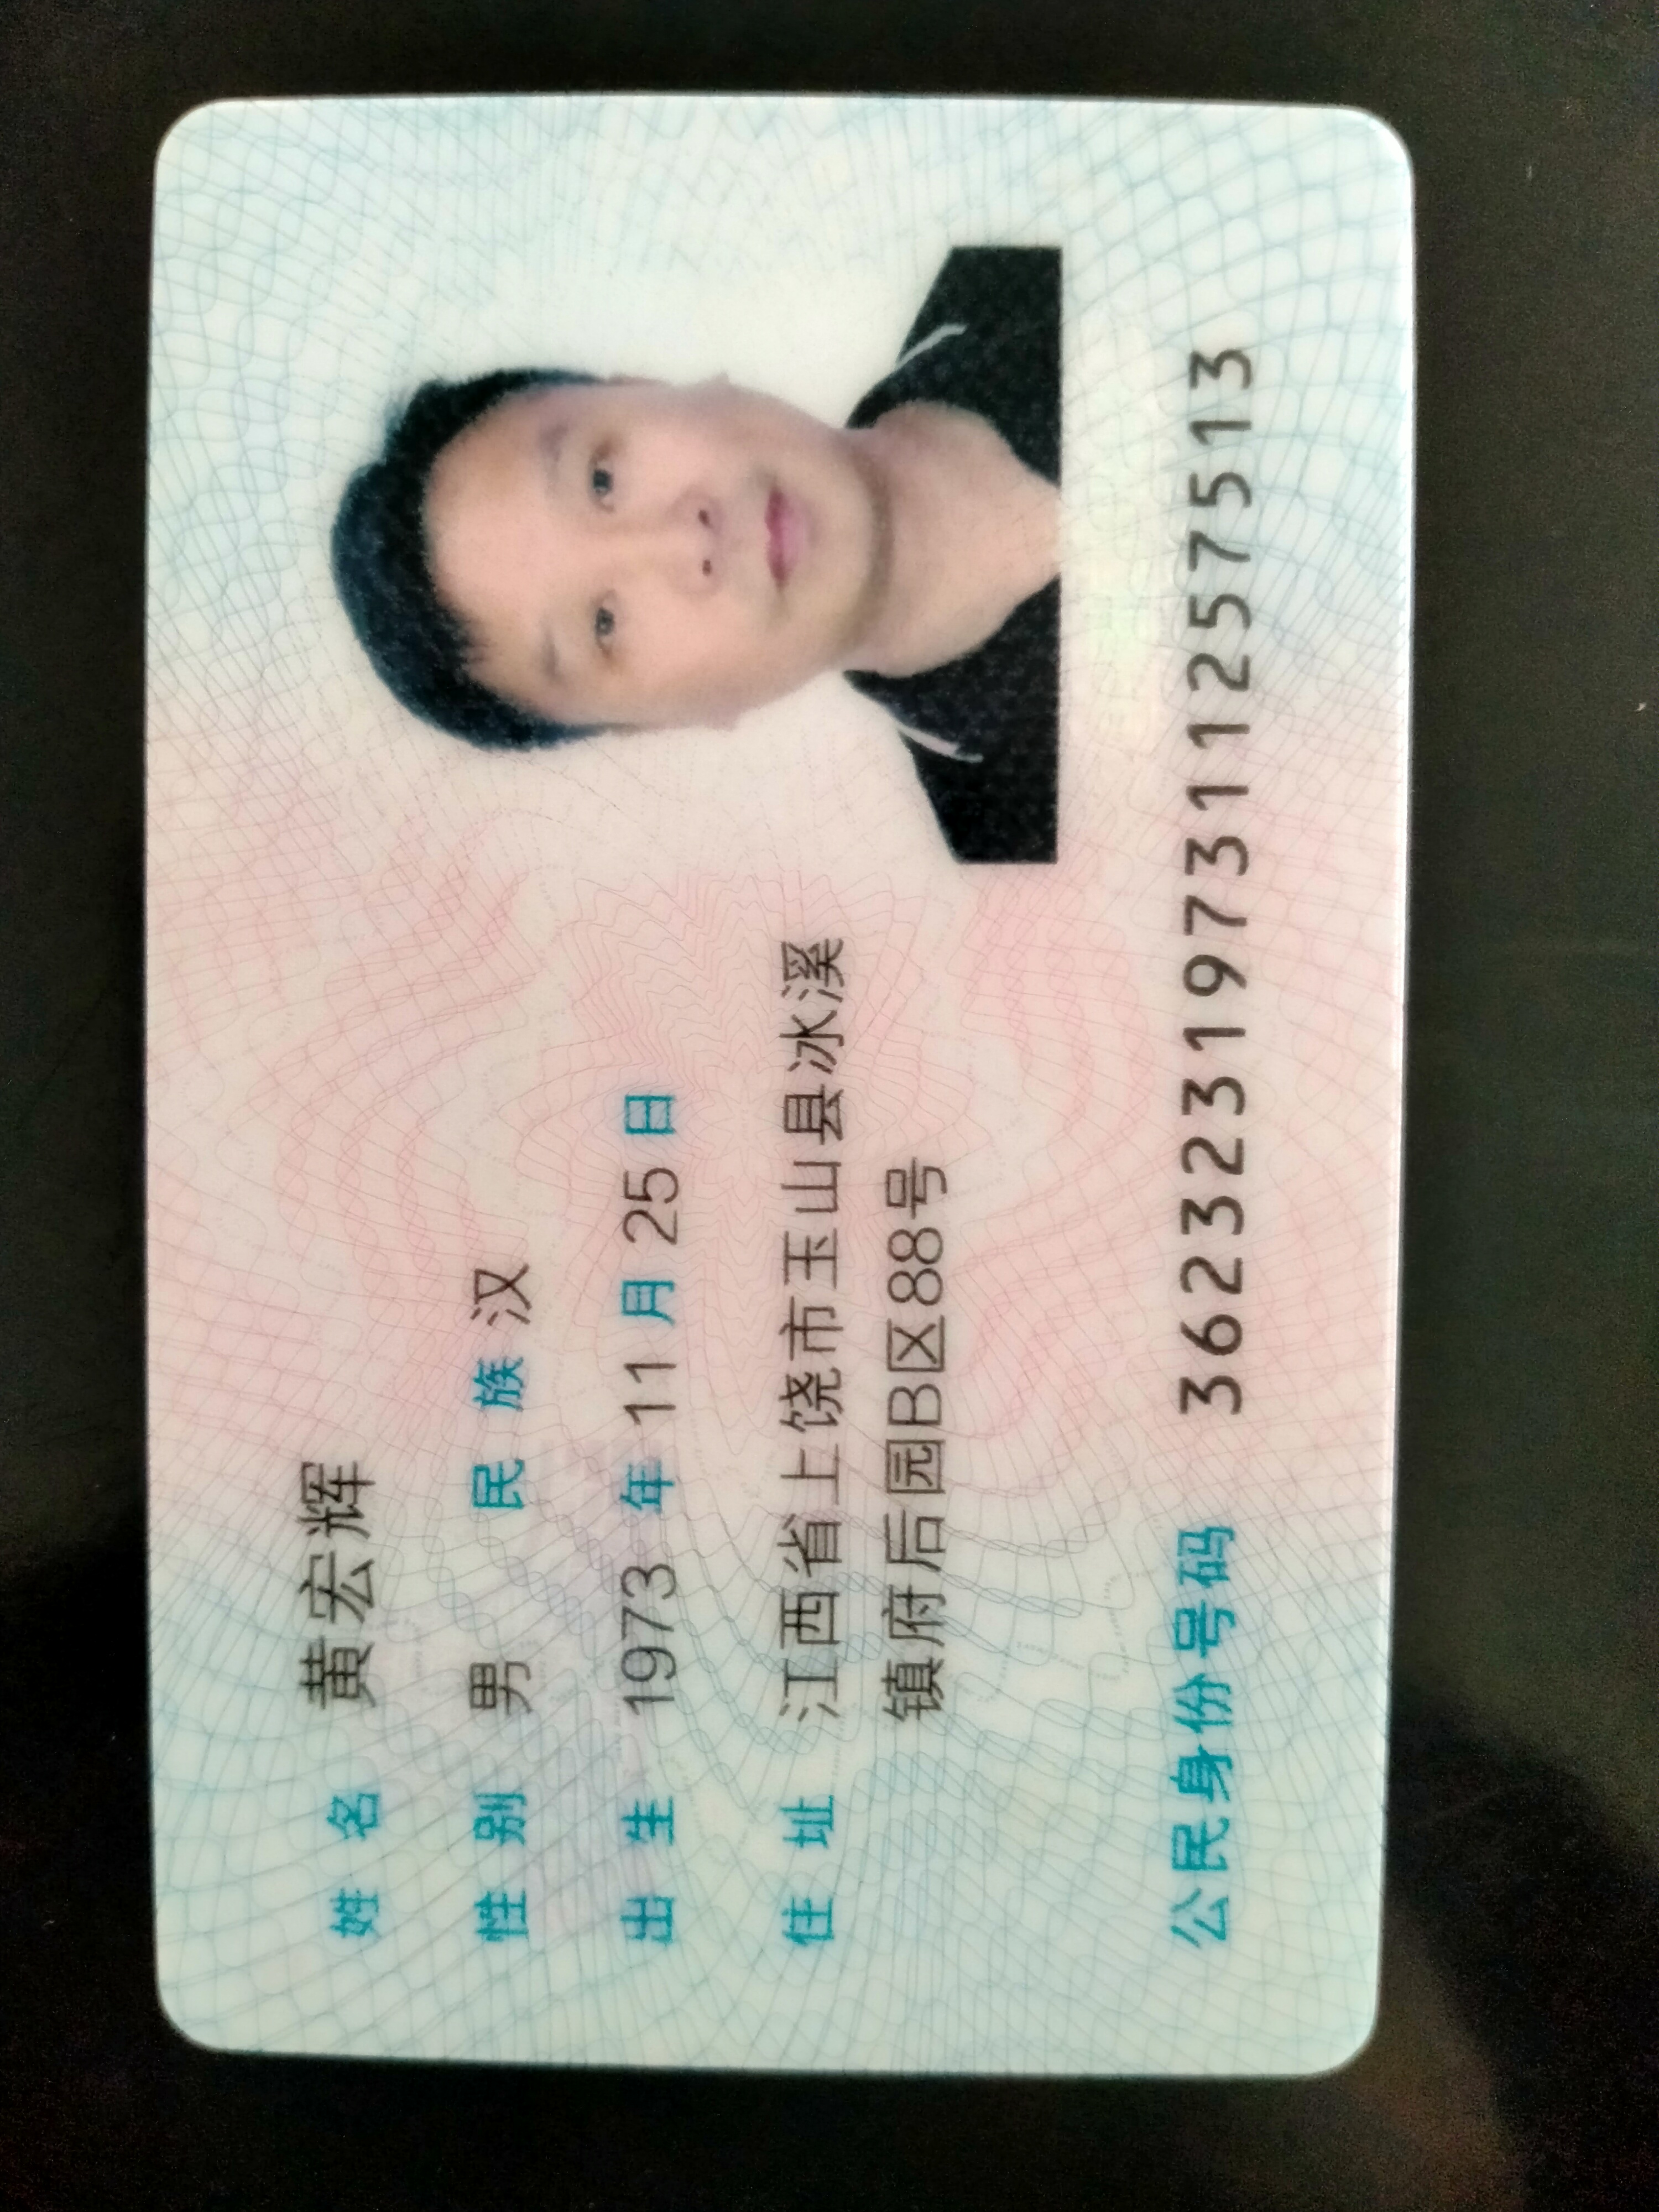 姓名 黄宏辉
性别 男 民族 汉
出生 1973 年 11 月 25 日
住址 江西省上饶市玉山县冰溪
镇府后园B区88号
公民身份号码 362323197311257513